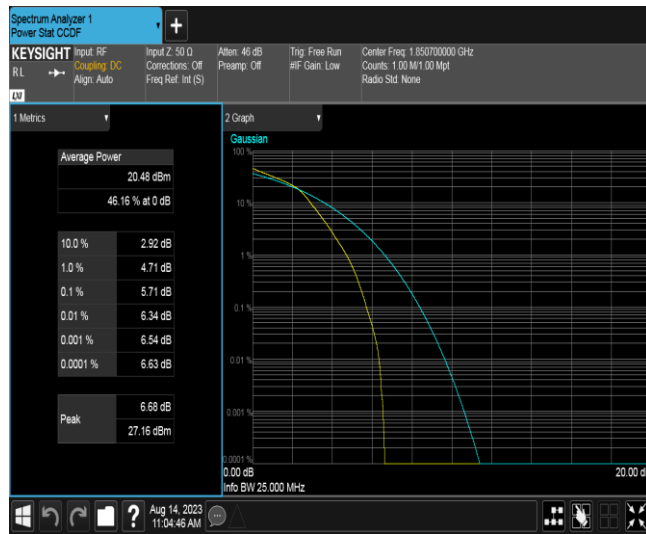 Spectrum Analyzer 1
Power Stat CCDF
KEYSIGHT Input: RF Input Z: 50 Ω Atten: 46 dB Trig: Free Run Center Freq: 1.850700000 GHz
RL Coupling: DC Corrections: Off Preamp: Off #IF Gain: Low Counts: 1.00 M/1.00 Mpt
Align: Auto Freq Ref: Int (S) Radio Std: None
LXI
1 Metrics
Average Power
20.48 dBm
46.16 % at 0 dB
10.0 % 2.92 dB
1.0 % 4.71 dB
0.1 % 5.71 dB
0.01 % 6.34 dB
0.001 % 6.54 dB
0.0001 % 6.63 dB
Peak 6.68 dB
27.16 dBm
2 Graph
Gaussian
100 %
10 %
1 %
0.1 %
0.01 %
0.001 %
0.0001 %
0.00 dB 20.00 d
Info BW 25.000 MHz
? Aug 14, 2023
11:04:46 AM